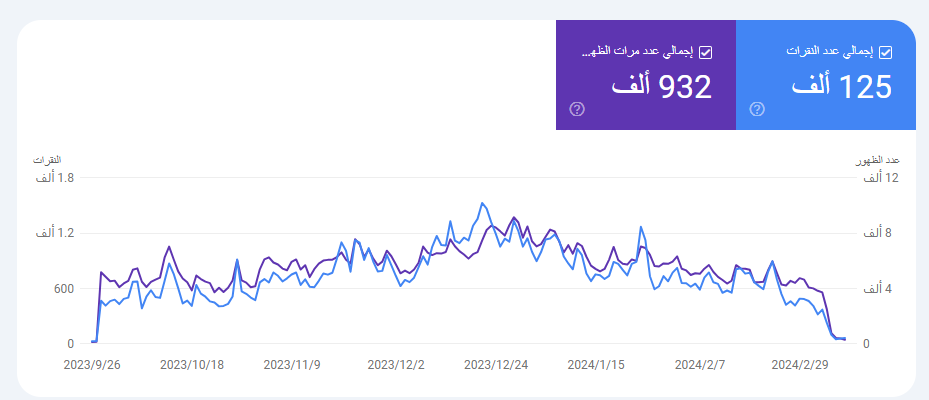 إجمالي عدد النقرات
125 ألف
إجمالي عدد مرات الظه...
932 ألف
عدد الظهور
النقرات
12 ألف
1.8 ألف
8 ألف
1.2 ألف
4 ألف
600
0
0
2023/9/26
2023/10/18
2023/11/9
2023/12/2
2023/12/24
2024/1/15
2024/2/7
2024/2/29